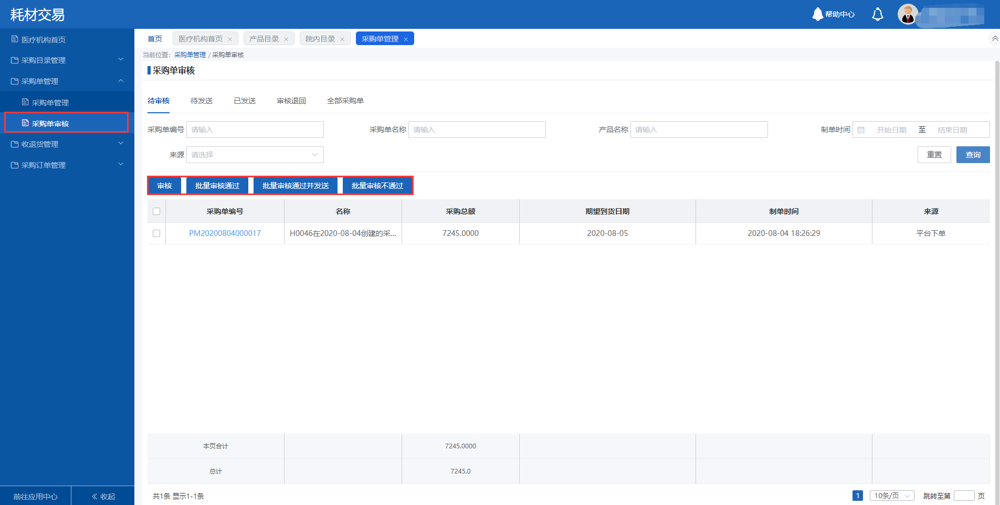 耗材交易
帮助中心
医疗机构首页
采购目录管理
采购单管理
采购单管理
采购单审核
收退货管理
采购订单管理
前往应用中心
收起
首页 医疗机构首页 产品目录 院内目录 采购单管理
当前位置：采购单管理 / 采购单审核
采购单审核
待审核 待发送 已发送 审核退回 全部采购单
采购单编号 请输入 采购单名称 请输入 产品名称 请输入 制单时间 开始日期 至 结束日期
来源 请选择 重置 查询
审核 批量审核通过 批量审核通过并发送 批量审核不通过
采购单编号 名称 采购总额 期望到货日期 制单时间 来源
PM20200804000017 H0046在2020-08-04创建的采... 7245.0000 2020-08-05 2020-08-04 18:26:29 平台下单
本页合计 7245.0000
总计 7245.0
共1条 显示1-1条 1 10条/页 跳转至第 页